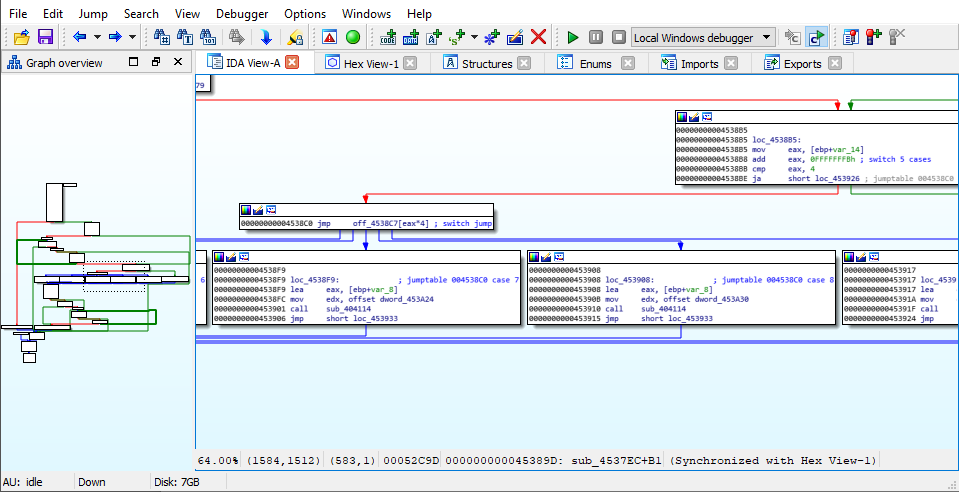 File Edit Jump Search View Debugger Options Windows Help
Local Windows debugger
Graph overview
IDA View-A Hex View-1 Structures Enums Imports Exports
79
00000000004538B5
00000000004538B5 loc_4538B5:
00000000004538B5 mov eax, [ebp+var_14]
00000000004538B8 add eax, 0FFFFFFFBh ; switch 5 cases
00000000004538BB cmp eax, 4
00000000004538BE ja short loc_453926 ; jumptable 004538C0
00000000004538C0 jmp off_4538C7[eax*4] ; switch jump
6
00000000004538F9
00000000004538F9 loc_4538F9: ; jumptable 004538C0 case 7
00000000004538F9 lea eax, [ebp+var_8]
00000000004538FC mov edx, offset dword_453A24
0000000000453901 call sub_404114
0000000000453906 jmp short loc_453933
0000000000453908
0000000000453908 loc_453908: ; jumptable 004538C0 case 8
0000000000453908 lea eax, [ebp+var_8]
000000000045390B mov edx, offset dword_453A30
0000000000453910 call sub_404114
0000000000453915 jmp short loc_453933
0000000000453917
0000000000453917 loc_4539
0000000000453917 lea
000000000045391A mov
000000000045391F call
0000000000453924 jmp
64.00% (1584,1512) (583,1) 00052C9D 000000000045389D: sub_4537EC+B1 (Synchronized with Hex View-1)
AU: idle Down Disk: 7GB